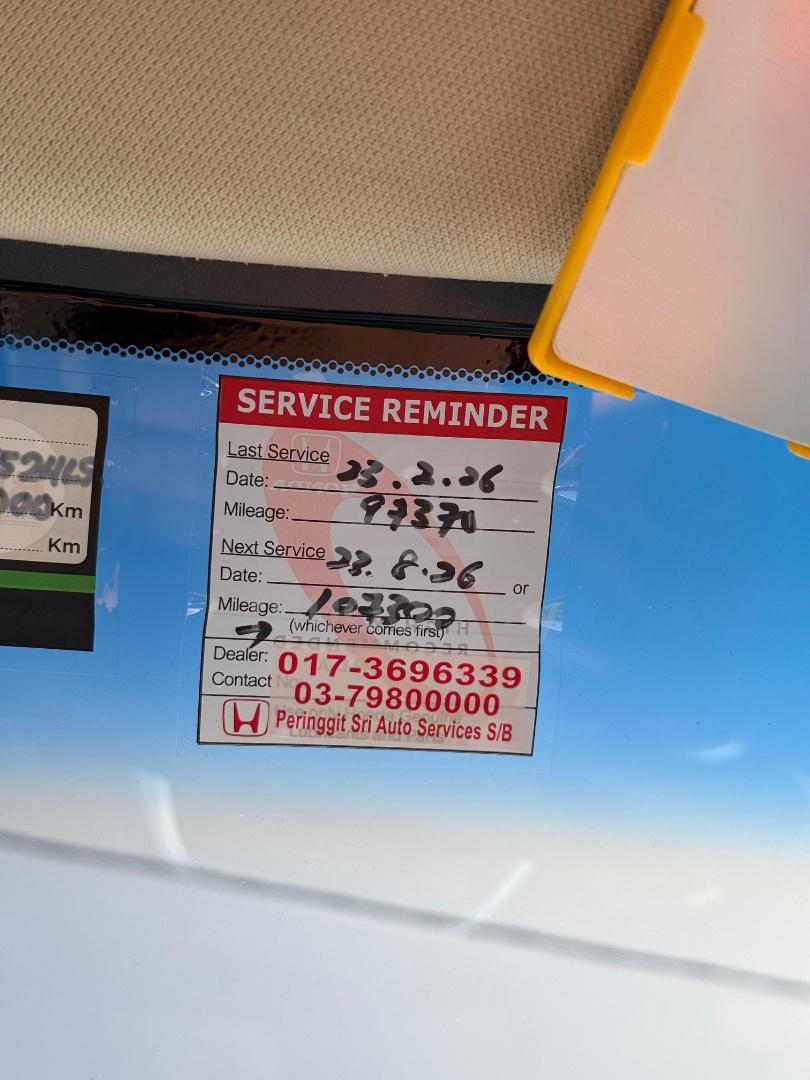 SERVICE REMINDER
Last Service
Date: 23.2.26
Mileage: 97370
Next Service
Date: 23.8.26 or
Mileage: 107300
(whichever comes first)
Dealer: 017-3696339
Contact 03-79800000
Peringgit Sri Auto Services S/B
Km
Km